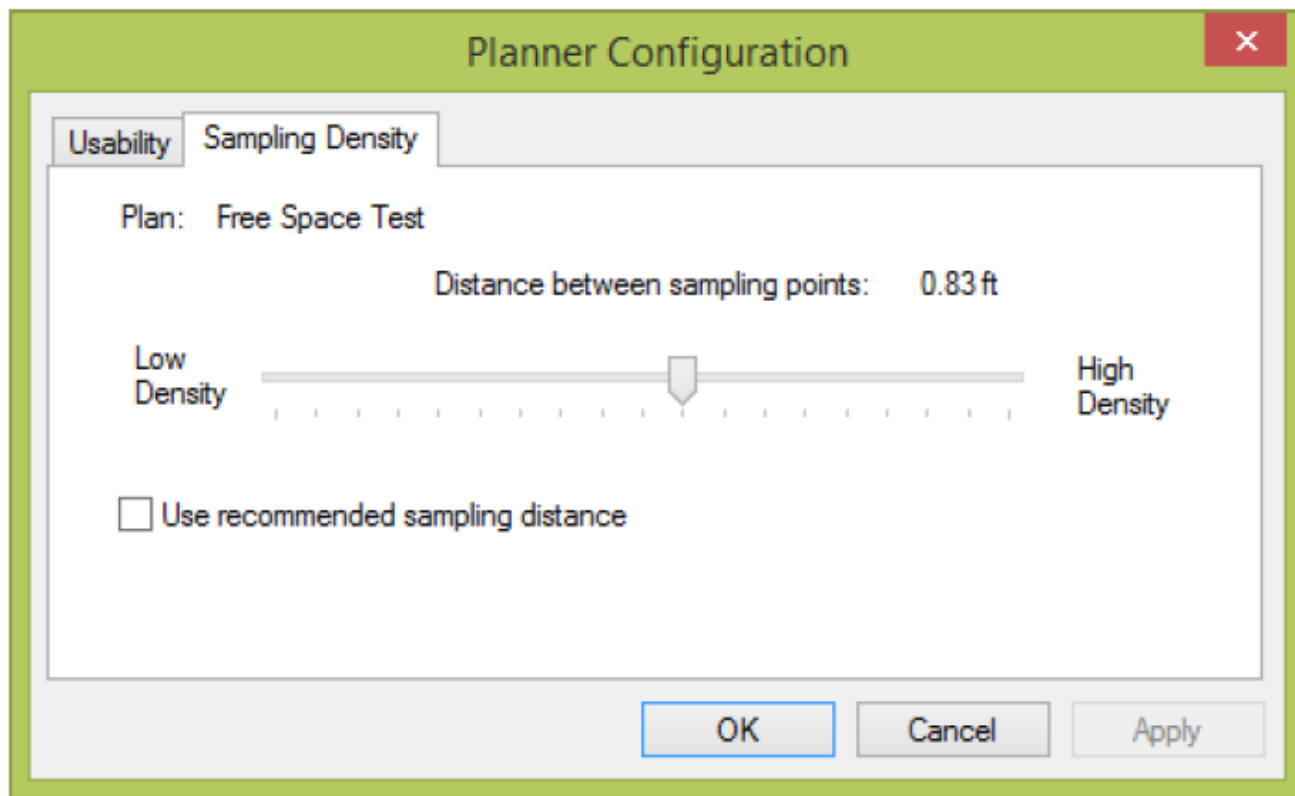 Planner Configuration
Usability
Sampling Density
Plan: Free Space Test
Distance between sampling points: 0.83 ft
Low
Density
High
Density
Use recommended sampling distance
OK
Cancel
Apply